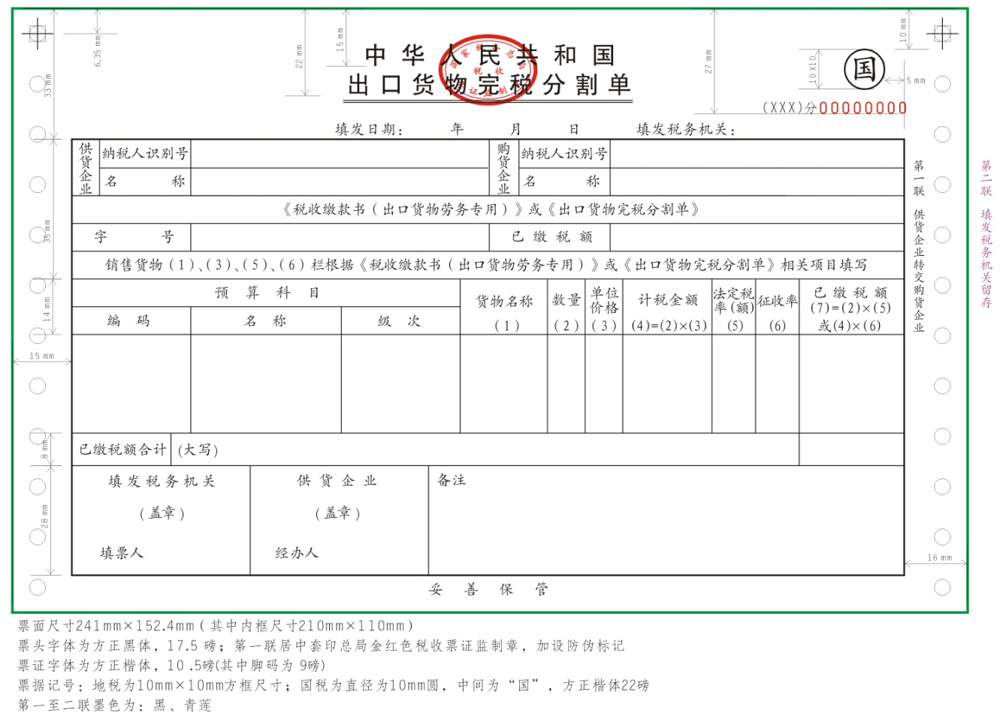 中华人民共和国
出口货物完税分割单
国家税务总局
税收
票证监制章
国
(XXX)分00000000
填发日期： 年 月 日 填发税务机关：
供货企业 纳税人识别号 购货企业 纳税人识别号
名 称 名 称
《税收缴款书（出口货物劳务专用）》或《出口货物完税分割单》
字 号 已 缴 税 额
销售货物（1）、（3）、（5）、（6）栏根据《税收缴款书（出口货物劳务专用）》或《出口货物完税分割单》相关项目填写
预 算 科 目
编 码 名 称 级 次
货物名称 （1）
数量 （2）
单位价格 （3）
计税金额 (4)=(2)×(3)
法定税率(额) (5)
征收率 (6)
已 缴 税 额 (7)=(2)×(5) 或(4)×(6)
已缴税额合计 (大写)
填发税务机关 供货企业 备注
（盖章） （盖章）
填票人 经办人
妥 善 保 管
第一联 供货企业转交购货企业
第二联 填发税务机关留存
6.35 mm
33 mm
22 mm
15 mm
27 mm
10 mm
10X10
5 mm
35 mm
14 mm
15 mm
8 mm
28 mm
16 mm
票面尺寸241mm×152.4mm（其中内框尺寸210mm×110mm）
票头字体为方正黑体，17.5 磅；第一联居中套印总局金红色税收票证监制章，加设防伪标记
票证字体为方正楷体，10 .5磅(其中脚码为 9磅)
票据记号：地税为10mm×10mm方框尺寸；国税为直径为10mm圆，中间为“国”，方正楷体22磅
第一至二联墨色为：黑、青莲